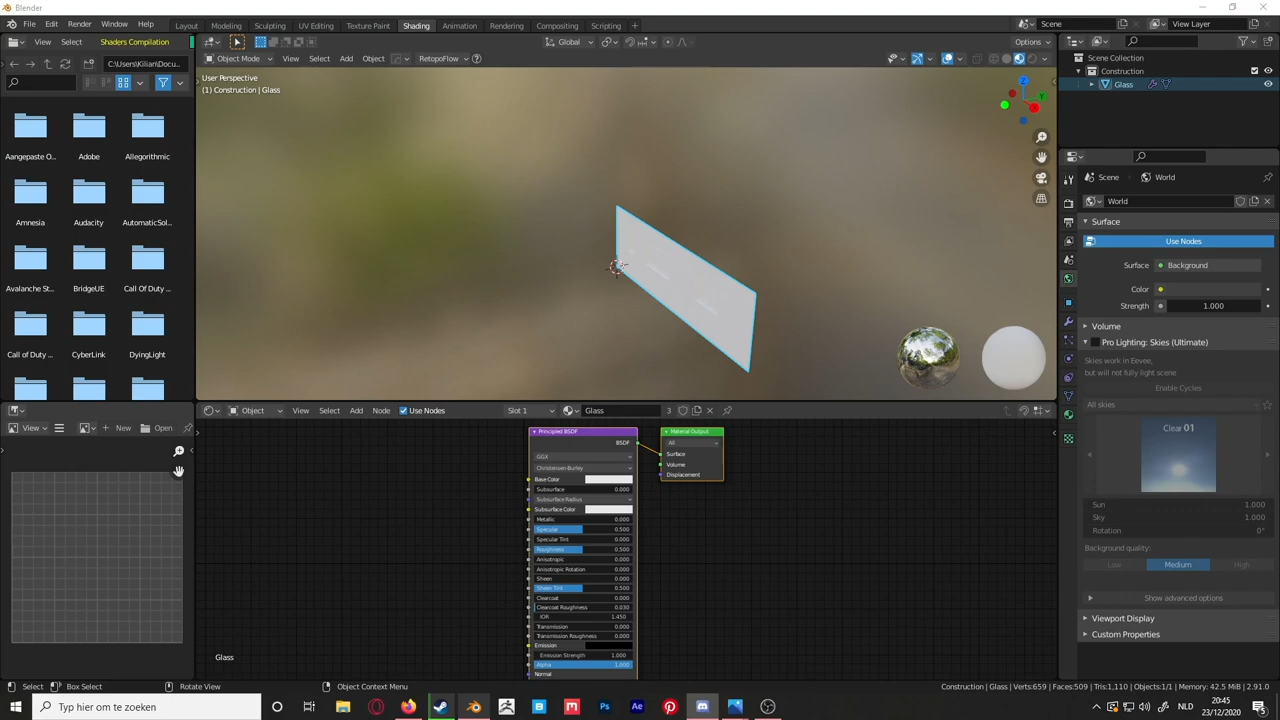 Blender
File Edit Render Window Help Layout Modeling Sculpting UV Editing Texture Paint Shading Animation Rendering Compositing Scripting + Scene View Layer
View Select Shaders Compilation
C:\Users\Kilian\Docu...
Aangepaste O... Adobe Allegorithmic
Amnesia Audacity AutomaticSol...
Avalanche St... BridgeUE Call Of Duty ...
Call of Duty ... CyberLink DyingLight
Global Options
Object Mode View Select Add Object RetopoFlow
User Perspective
(1) Construction | Glass
Scene Collection
Construction
Glass
Scene World
World
Surface
Use Nodes
Surface Background
Color
Strength 1.000
Volume
Pro Lighting: Skies (Ultimate)
Skies work in Eevee,
but will not fully light scene
Enable Cycles
All skies
Clear 01
Sun 1.000
Sky 1.000
Rotation 0°
Background quality:
Low Medium High
Show advanced options
Viewport Display
Custom Properties
View New Open
Object View Select Add Node Use Nodes Slot 1 Glass 3
Principled BSDF
BSDF
GGX
Christensen-Burley
Base Color
Subsurface 0.000
Subsurface Radius
Subsurface Color
Metallic 0.000
Specular 0.500
Specular Tint 0.000
Roughness 0.500
Anisotropic 0.000
Anisotropic Rotation 0.000
Sheen 0.000
Sheen Tint 0.500
Clearcoat 0.000
Clearcoat Roughness 0.030
IOR 1.450
Transmission 0.000
Transmission Roughness 0.000
Emission
Emission Strength 1.000
Alpha 1.000
Normal
Material Output
All
Surface
Volume
Displacement
Glass
Select Box Select Rotate View Object Context Menu Construction | Glass | Verts:659 | Faces:509 | Tris:1,110 | Objects:1/1 | Memory: 42.5 MiB | 2.91.0
Typ hier om te zoeken
NLD
20:45
23/12/2020